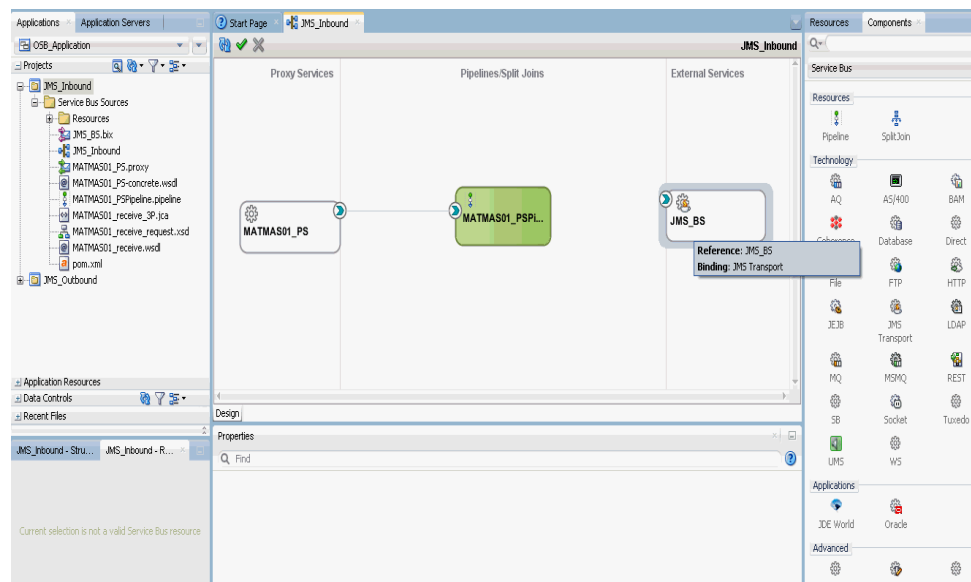 Applications
Application Servers
OSB_Application
Projects
JMS_Inbound
Service Bus Sources
Resources
JMS_BS.bix
JMS_Inbound
MATMAS01_PS.proxy
MATMAS01_PS-concrete.wsdl
MATMAS01_PSPipeline.pipeline
MATMAS01_receive_3P.jca
MATMAS01_receive_request.xsd
MATMAS01_receive.wsdl
pom.xml
JMS_Outbound
Application Resources
Data Controls
Recent Files
JMS_Inbound - Stru...
JMS_Inbound - R...
Current selection is not a valid Service Bus resource
Start Page
JMS_Inbound
JMS_Inbound
Proxy Services
Pipelines/Split Joins
External Services
MATMAS01_PS
MATMAS01_PSPi...
JMS_BS
Reference: JMS_BS
Binding: JMS Transport
Design
Properties
Find
Resources
Components
Service Bus
Resources
Pipeline
SplitJoin
Technology
AQ
AS/400
BAM
Coherence
Database
Direct
File
FTP
HTTP
JEJB
JMS
Transport
LDAP
MQ
MSMQ
REST
SB
Socket
Tuxedo
UMS
WS
Applications
JDE World
Oracle
Advanced